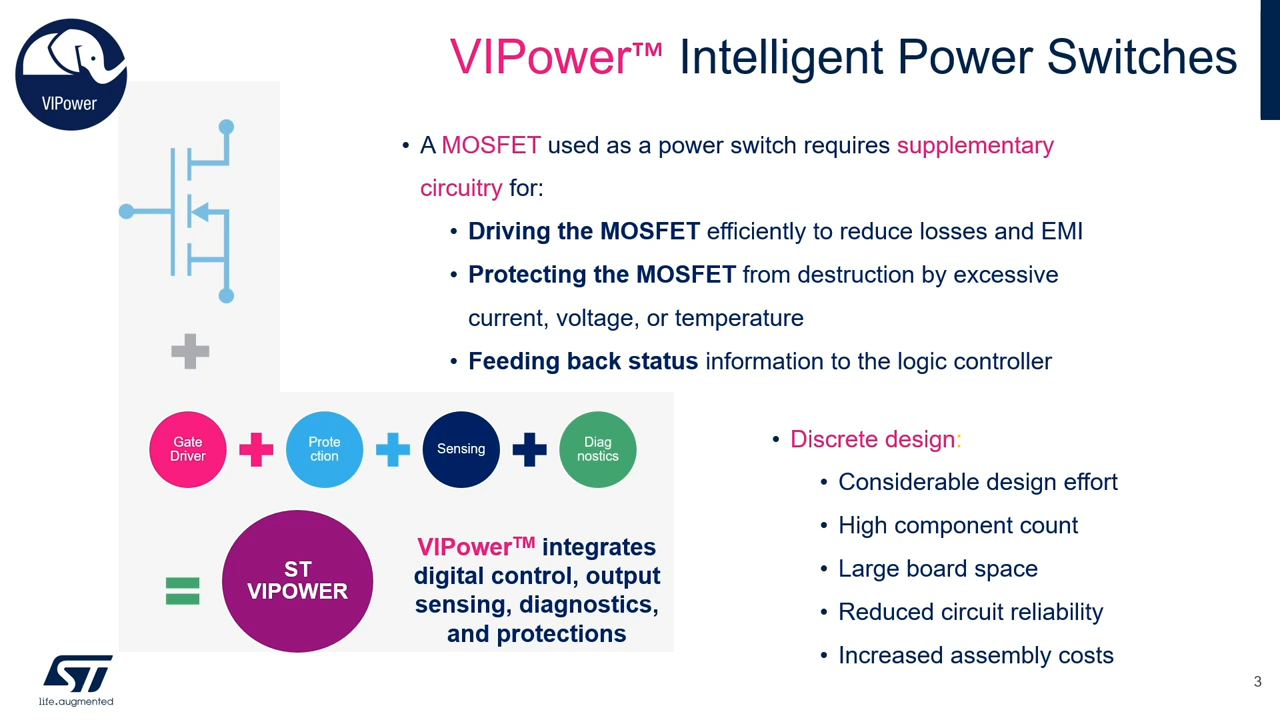 VIPower
VIPower™ Intelligent Power Switches
• A MOSFET used as a power switch requires supplementary
circuitry for:
• Driving the MOSFET efficiently to reduce losses and EMI
• Protecting the MOSFET from destruction by excessive
current, voltage, or temperature
• Feeding back status information to the logic controller
Gate
Driver
Prote
ction
Sensing
Diag
nostics
ST
VIPOWER
VIPower™ integrates
digital control, output
sensing, diagnostics,
and protections
• Discrete design:
• Considerable design effort
• High component count
• Large board space
• Reduced circuit reliability
• Increased assembly costs
ST
life.augmented
3